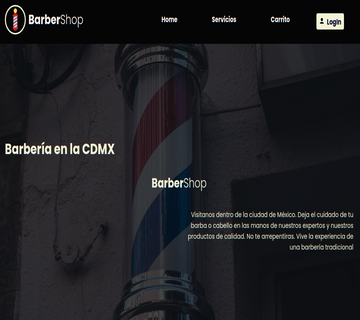 BarberShop
Home
Servicios
Carrito
Login
Barbería en la CDMX
BarberShop
Visitanos dentro de la ciudad de México. Deja el cuidado de tu
barba o cabello en las manos de nuestros expertos y nuestros
productos de calidad. No te arrepentiras. Vive la experiencia de
una barbería tradicional